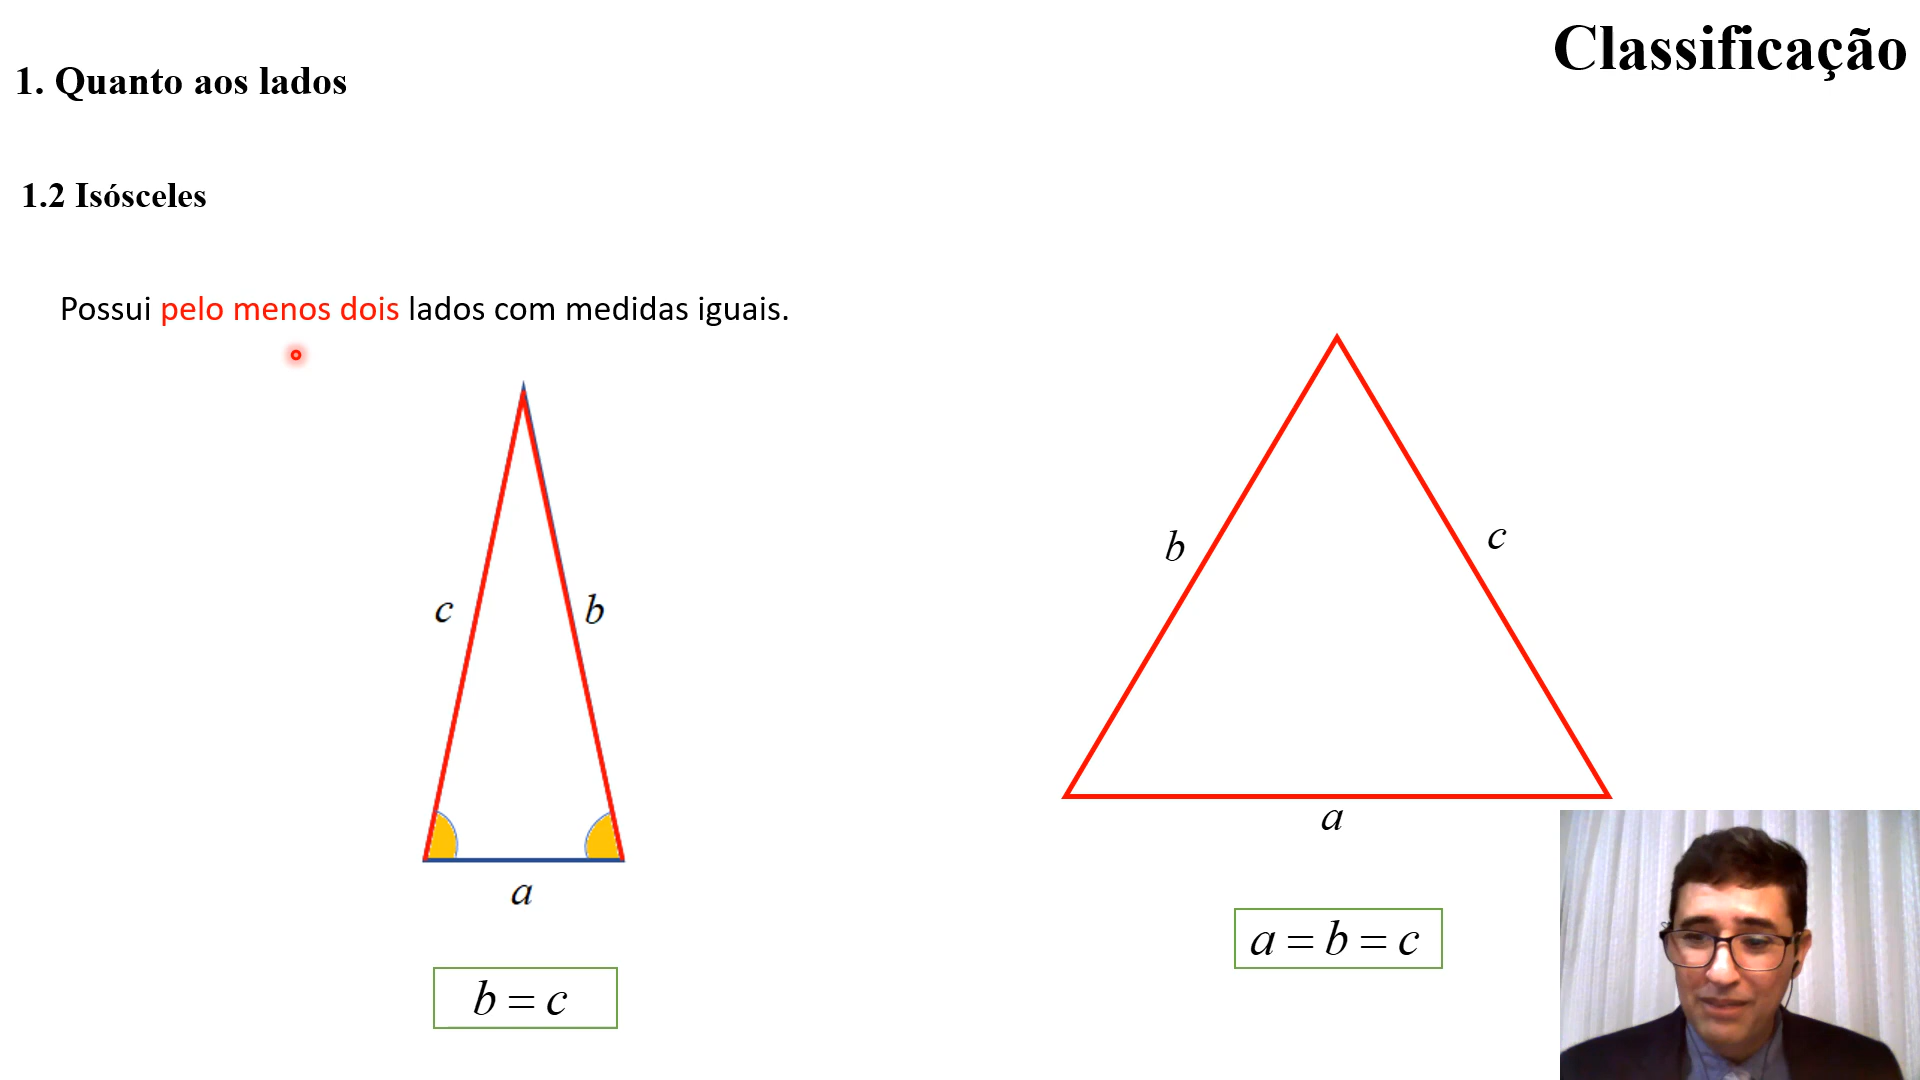 Classificação
1. Quanto aos lados
1.2 Isósceles
Possui pelo menos dois lados com medidas iguais.
c
b
a
b = c
b
c
a
a = b = c